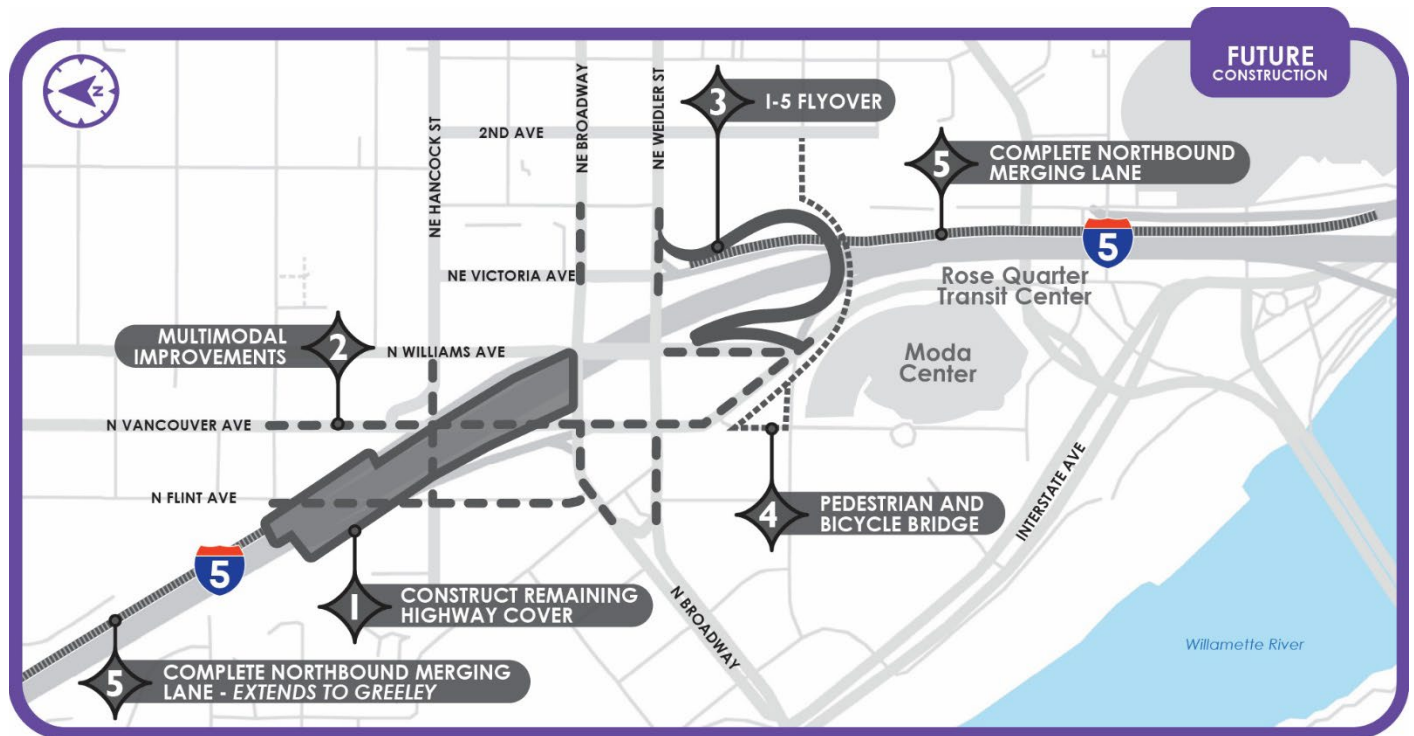 FUTURE
CONSTRUCTION
N
NE HANCOCK ST
2ND AVE
NE BROADWAY
NE WEIDLER ST
3
I-5 FLYOVER
5
COMPLETE NORTHBOUND
MERGING LANE
5
NE VICTORIA AVE
Rose Quarter
Transit Center
MULTIMODAL
IMPROVEMENTS
2
N WILLIAMS AVE
Moda
Center
N VANCOUVER AVE
N FLINT AVE
4
PEDESTRIAN AND
BICYCLE BRIDGE
INTERSTATE AVE
5
1
CONSTRUCT REMAINING
HIGHWAY COVER
N BROADWAY
Willamette River
5
COMPLETE NORTHBOUND MERGING
LANE - EXTENDS TO GREELEY